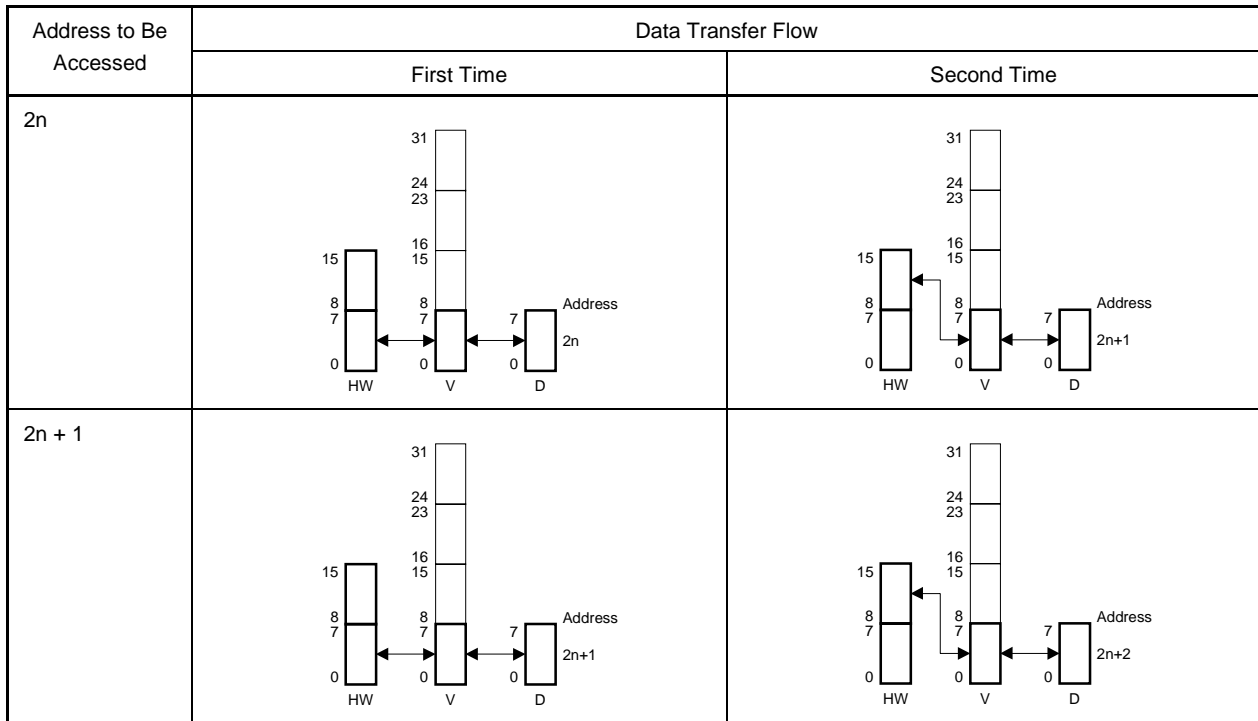 Address to Be
Accessed
Data Transfer Flow
First Time
Second Time
2n
31
24
23
16
15
15
8
8
Address
7
7
7
2n
0
0
0
HW
V
D
31
24
23
16
15
15
8
8
Address
7
7
7
2n+1
0
0
0
HW
V
D
2n + 1
31
24
23
16
15
15
8
8
Address
7
7
7
2n+1
0
0
0
HW
V
D
31
24
23
16
15
15
8
8
Address
7
7
7
2n+2
0
0
0
HW
V
D